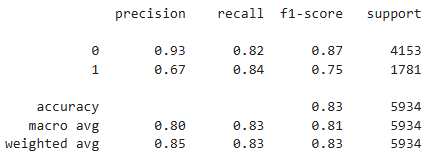 precision recall f1-score support
0 0.93 0.82 0.87 4153
1 0.67 0.84 0.75 1781
accuracy 0.83 5934
macro avg 0.80 0.83 0.81 5934
weighted avg 0.85 0.83 0.83 5934